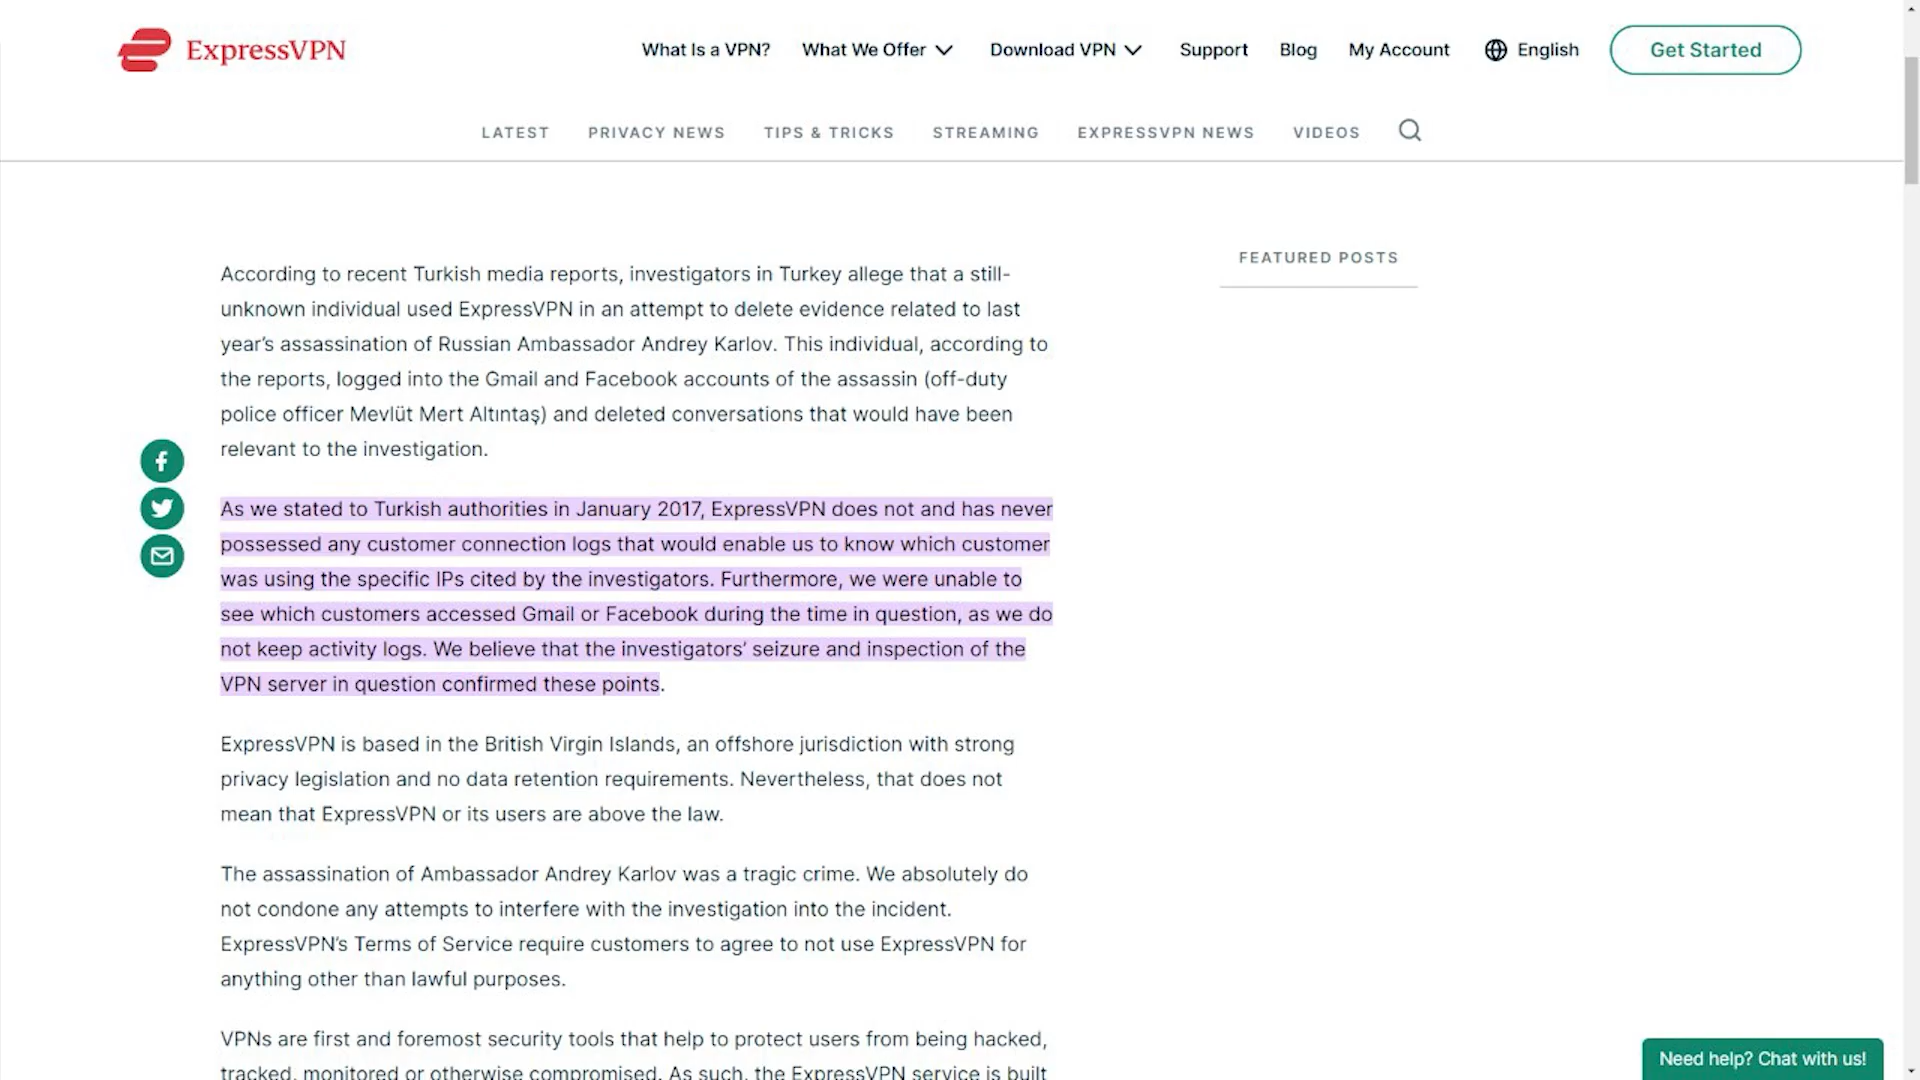 ExpressVPN
What Is a VPN? What We Offer Download VPN Support Blog My Account English Get Started
LATEST PRIVACY NEWS TIPS & TRICKS STREAMING EXPRESSVPN NEWS VIDEOS
FEATURED POSTS
According to recent Turkish media reports, investigators in Turkey allege that a still-
unknown individual used ExpressVPN in an attempt to delete evidence related to last
year’s assassination of Russian Ambassador Andrey Karlov. This individual, according to
the reports, logged into the Gmail and Facebook accounts of the assassin (off-duty
police officer Mevlüt Mert Altıntaş) and deleted conversations that would have been
relevant to the investigation.
As we stated to Turkish authorities in January 2017, ExpressVPN does not and has never
possessed any customer connection logs that would enable us to know which customer
was using the specific IPs cited by the investigators. Furthermore, we were unable to
see which customers accessed Gmail or Facebook during the time in question, as we do
not keep activity logs. We believe that the investigators’ seizure and inspection of the
VPN server in question confirmed these points.
ExpressVPN is based in the British Virgin Islands, an offshore jurisdiction with strong
privacy legislation and no data retention requirements. Nevertheless, that does not
mean that ExpressVPN or its users are above the law.
The assassination of Ambassador Andrey Karlov was a tragic crime. We absolutely do
not condone any attempts to interfere with the investigation into the incident.
ExpressVPN’s Terms of Service require customers to agree to not use ExpressVPN for
anything other than lawful purposes.
VPNs are first and foremost security tools that help to protect users from being hacked,
tracked, monitored or otherwise compromised. As such, the ExpressVPN service is built
Need help? Chat with us!